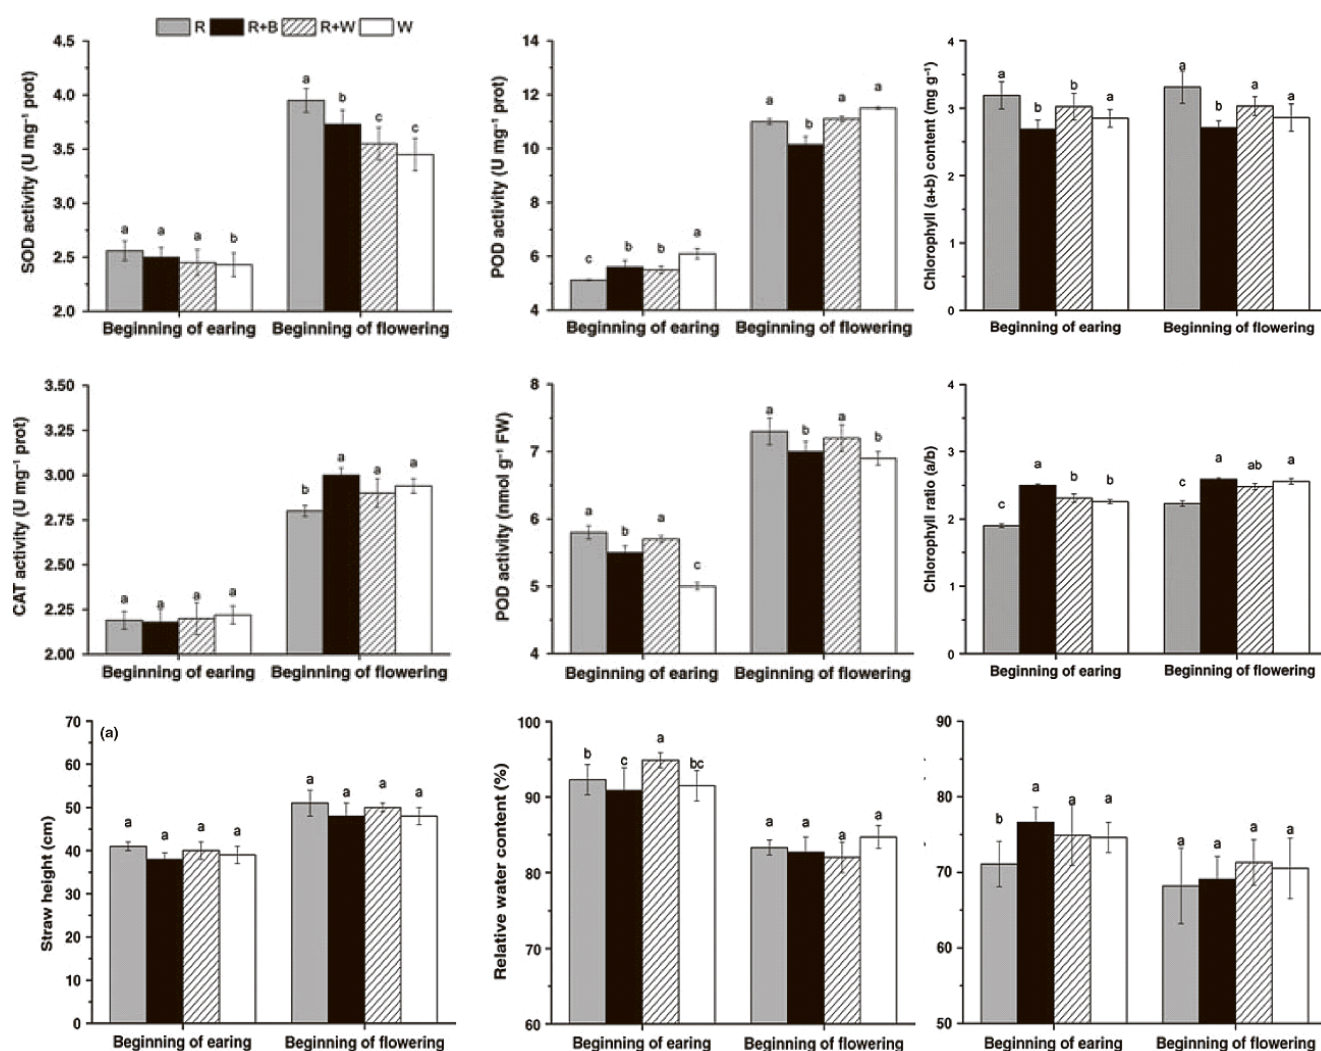 R R+B R+W W
SOD activity (U mg⁻¹ prot)
4.5
4.0
3.5
3.0
2.5
2.0
a a a b a b c c
Beginning of earing Beginning of flowering
POD activity (U mg⁻¹ prot)
14
12
10
8
6
4
c b b a a b a a
Beginning of earing Beginning of flowering
Chlorophyll (a+b) content (mg g⁻¹)
4
3
2
1
0
a b b a a b a a
Beginning of earing Beginning of flowering
CAT activity (U mg⁻¹ prot)
3.50
3.25
3.00
2.75
2.50
2.25
2.00
a a a a b a a a
Beginning of earing Beginning of flowering
POD activity (nmol g⁻¹ FW)
8
7
6
5
4
a b a c a b a b
Beginning of earing Beginning of flowering
Chlorophyll ratio (a/b)
4
3
2
1
0
c a b b c a ab a
Beginning of earing Beginning of flowering
(a)
Straw height (cm)
70
60
50
40
30
20
10
0
a a a a a a a a
Beginning of earing Beginning of flowering
Relative water content (%)
100
90
80
70
60
b c a bc a a a a
Beginning of earing Beginning of flowering
90
80
70
60
50
b a a a a a a a
Beginning of earing Beginning of flowering